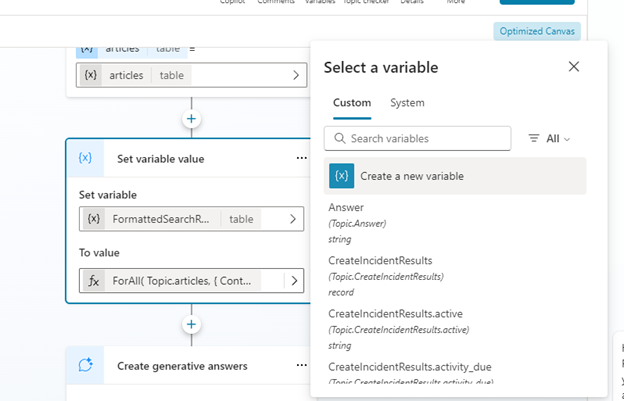 Copilot Comments Variables Topic checker Details More
Optimized Canvas
{x} articles table =
{x} articles table
{x} Set variable value ...
Set variable
{x} FormattedSearchR... table
To value
fx ForAll( Topic.articles, { Cont...
Create generative answers ...
Select a variable
Custom System
Search variables All
{x} Create a new variable
Answer
(Topic.Answer)
string
CreateIncidentResults
(Topic.CreateIncidentResults)
record
CreateIncidentResults.active
(Topic.CreateIncidentResults.active)
string
CreateIncidentResults.activity_due
(Topic.CreateIncidentResults.activity_due)